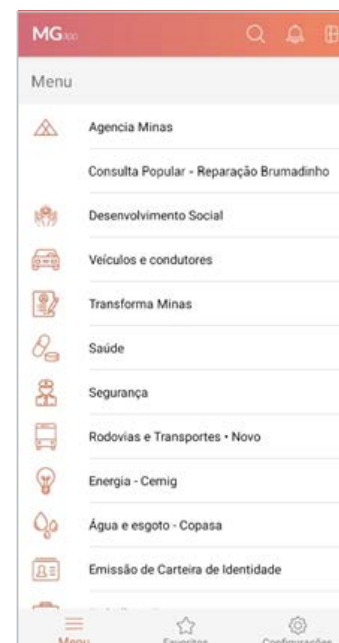 MGapp
Menu
Agencia Minas
Consulta Popular - Reparação Brumadinho
Desenvolvimento Social
Veículos e condutores
Transforma Minas
Saúde
Segurança
Rodovias e Transportes • Novo
Energia - Cemig
Água e esgoto - Copasa
Emissão de Carteira de Identidade
Menu
Favoritos
Configurações